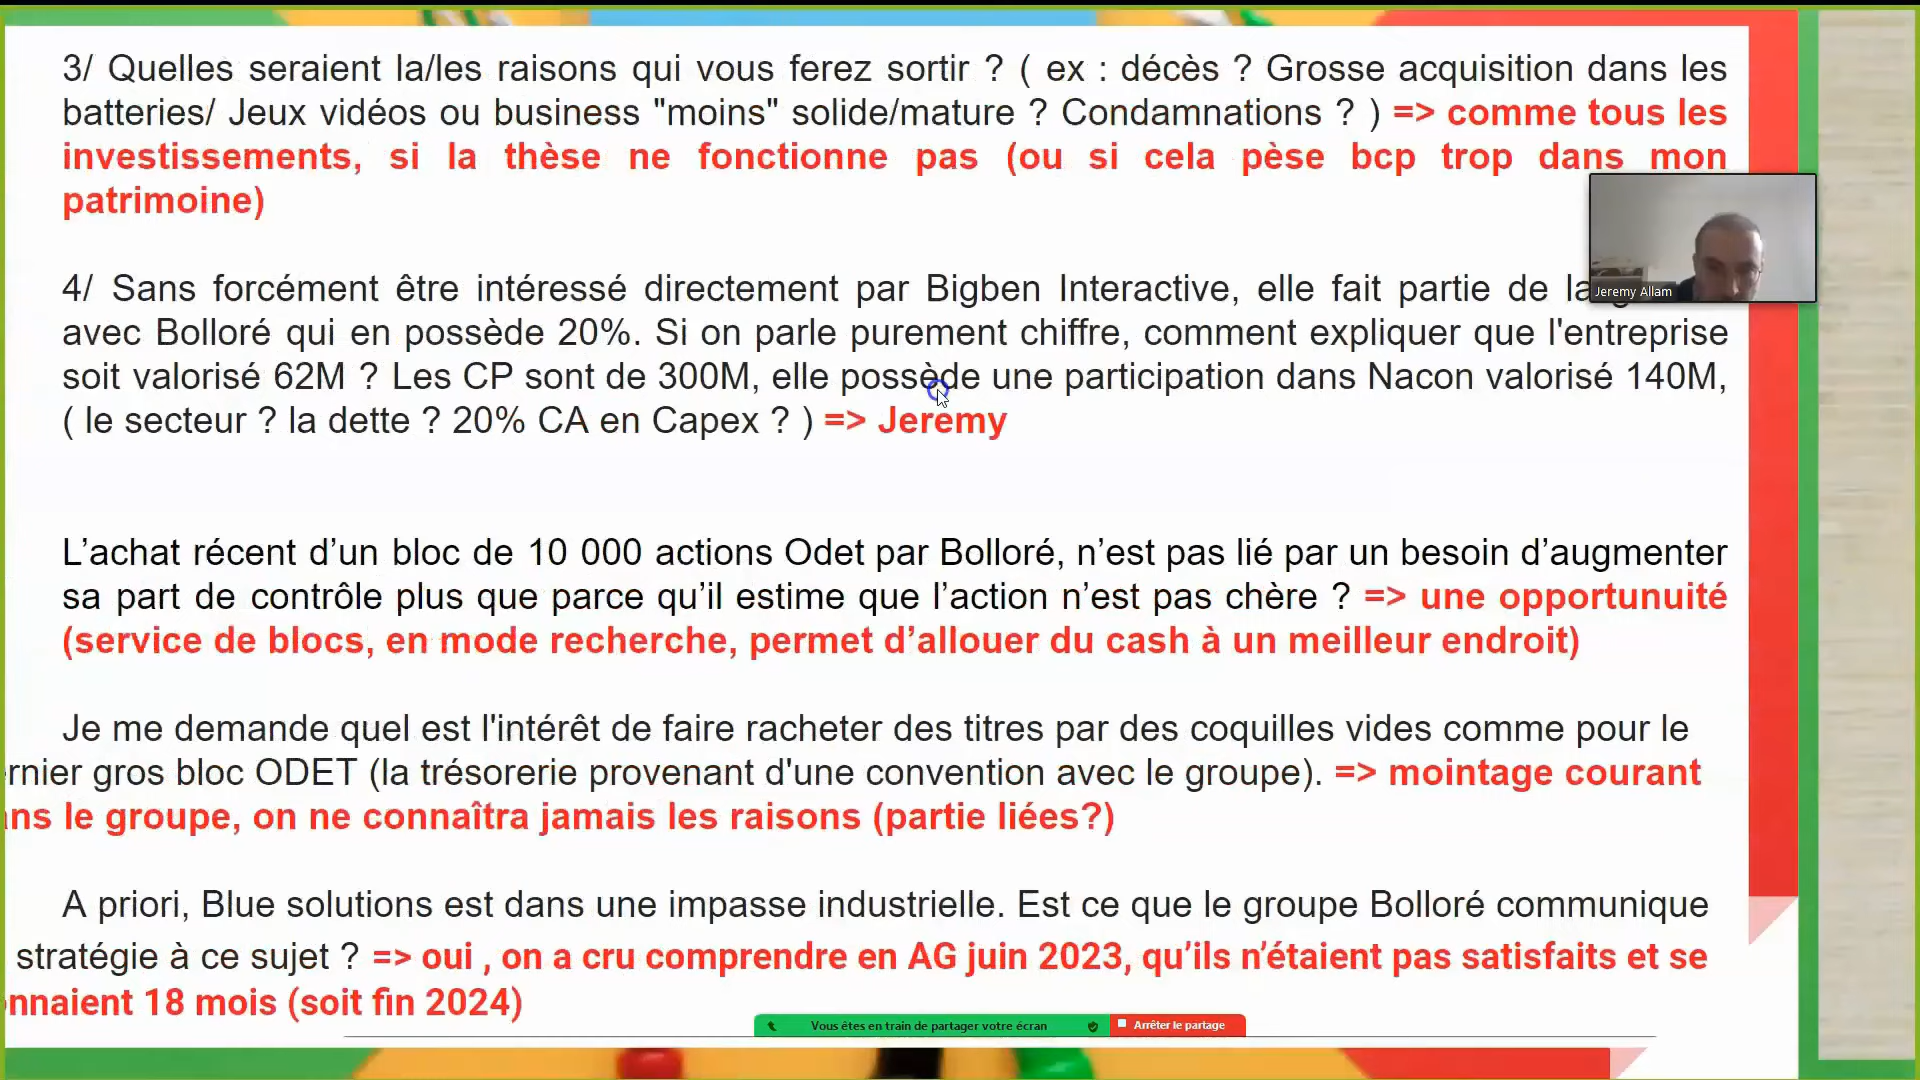 3/ Quelles seraient la/les raisons qui vous ferez sortir ? ( ex : décès ? Grosse acquisition dans les
batteries/ Jeux vidéos ou business "moins" solide/mature ? Condamnations ? ) => comme tous les
investissements, si la thèse ne fonctionne pas (ou si cela pèse bcp trop dans mon
patrimoine)
4/ Sans forcément être intéressé directement par Bigben Interactive, elle fait partie de la
avec Bolloré qui en possède 20%. Si on parle purement chiffre, comment expliquer que l'entreprise
soit valorisé 62M ? Les CP sont de 300M, elle possède une participation dans Nacon valorisé 140M,
( le secteur ? la dette ? 20% CA en Capex ? ) => Jeremy
Jeremy Allam
L’achat récent d’un bloc de 10 000 actions Odet par Bolloré, n’est pas lié par un besoin d’augmenter
sa part de contrôle plus que parce qu’il estime que l’action n’est pas chère ? => une opportunuité
(service de blocs, en mode recherche, permet d’allouer du cash à un meilleur endroit)
Je me demande quel est l'intérêt de faire racheter des titres par des coquilles vides comme pour le
rnier gros bloc ODET (la trésorerie provenant d'une convention avec le groupe). => mointage courant
ns le groupe, on ne connaîtra jamais les raisons (partie liées?)
A priori, Blue solutions est dans une impasse industrielle. Est ce que le groupe Bolloré communique
stratégie à ce sujet ? => oui , on a cru comprendre en AG juin 2023, qu’ils n’étaient pas satisfaits et se
nnaient 18 mois (soit fin 2024)
Vous êtes en train de partager votre écran
Arrêter le partage